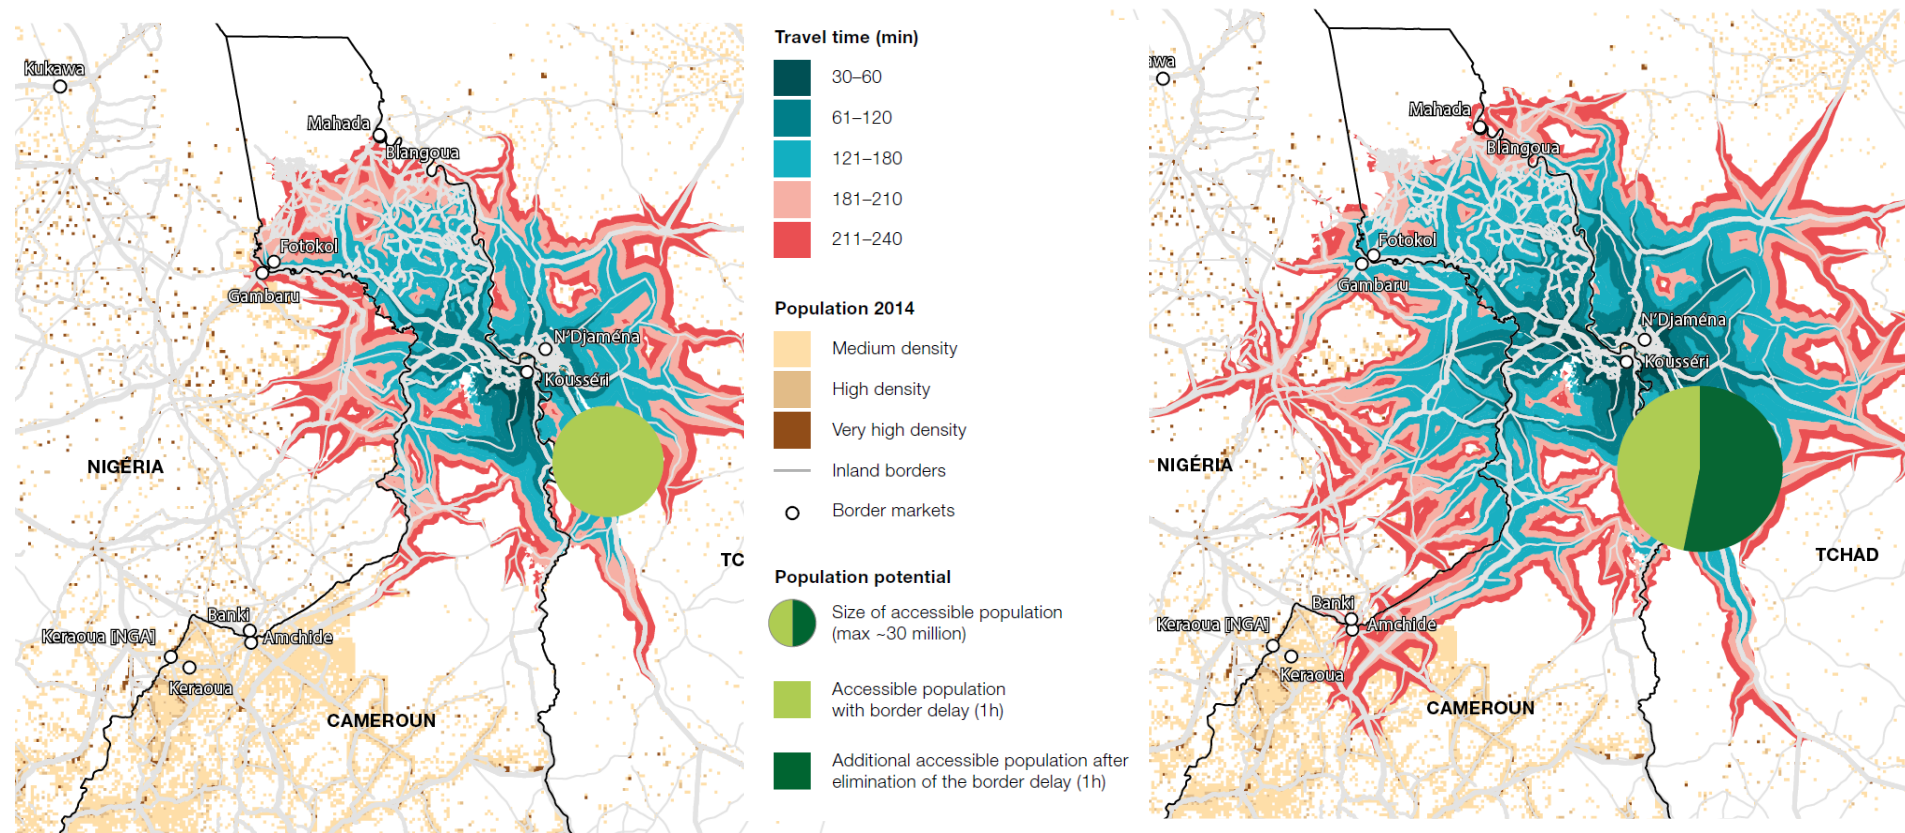 Kukawa
Mahada
Blangoua
Fotokol
Gambaru
N'Djaména
Kousséri
NIGÉRIA
TC
Banki
Keraoua [NGA]
Amchide
Keraoua
CAMEROUN
Travel time (min)
30–60
61–120
121–180
181–210
211–240
Population 2014
Medium density
High density
Very high density
Inland borders
Border markets
Population potential
Size of accessible population
(max ~30 million)
Accessible population
with border delay (1h)
Additional accessible population after
elimination of the border delay (1h)
awa
Mahada
Blangoua
Fotokol
Gambaru
N'Djaména
Kousséri
NIGÉRIA
TCHAD
Banki
Keraoua [NGA]
Amchide
Keraoua
CAMEROUN